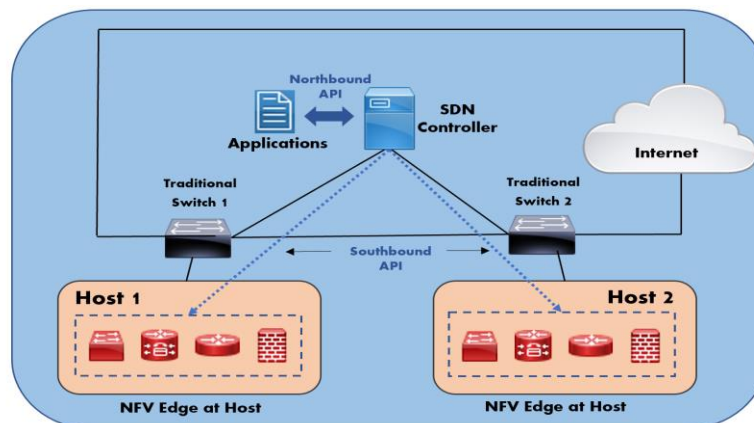 Northbound
API
SDN
Controller
Applications
Internet
Traditional
Switch 1
Traditional
Switch 2
Southbound
API
Host 1
Host 2
NFV Edge at Host
NFV Edge at Host